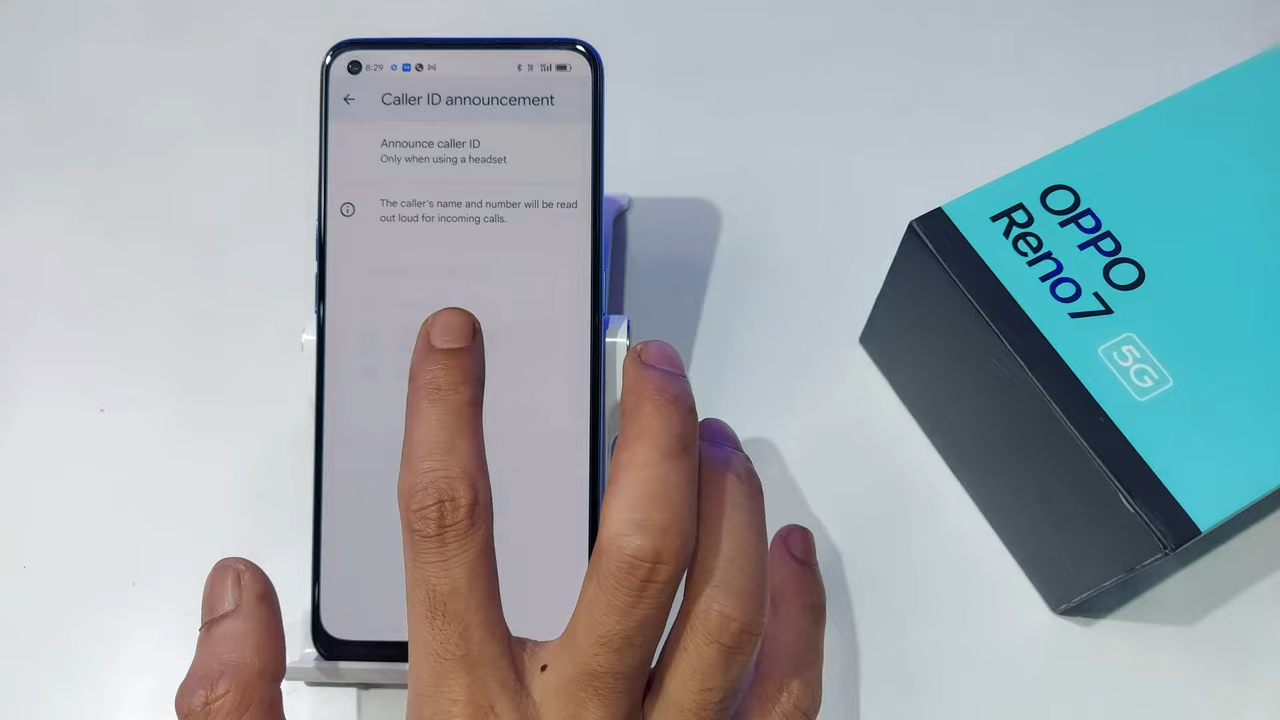 8:29
Caller ID announcement
Announce caller ID
Only when using a headset
The caller's name and number will be read
out loud for incoming calls.
OPPO
Reno7
5G